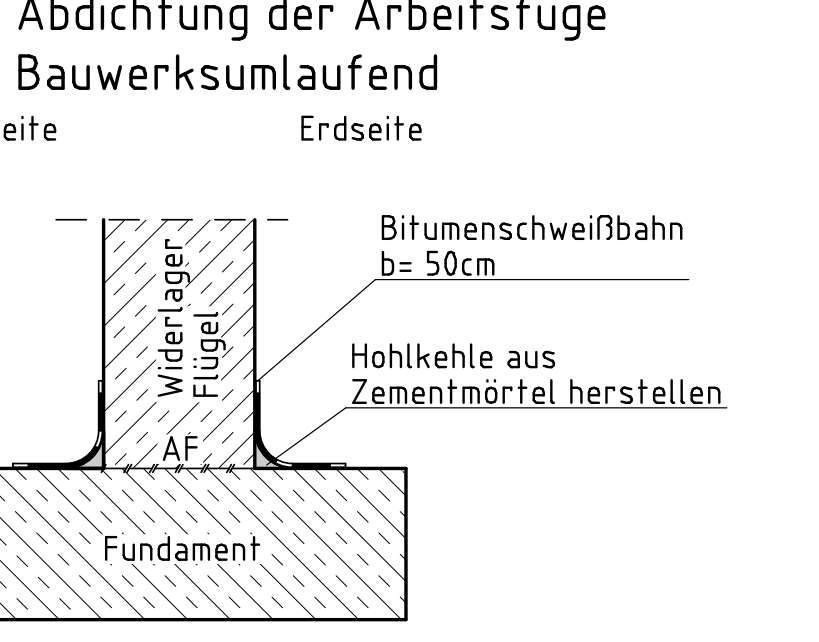 Abdichtung der Arbeitsfuge
Bauwerksumlaufend
eite Erdseite
Bitumenschweißbahn
b= 50cm
Widerlager
Flügel
Hohlkehle aus
Zementmörtel herstellen
AF
Fundament